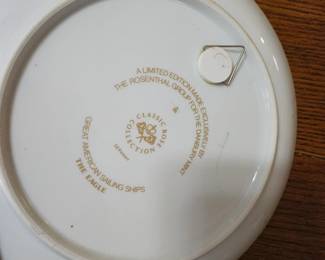 A LIMITED EDITION MADE EXCLUSIVELY BY
THE ROSENTHAL GROUP FOR THE DANBURY MINT
CLASSIC
ROSE
COLLECTION
GERMANY
GREAT AMERICAN SAILING SHIPS
THE EAGLE